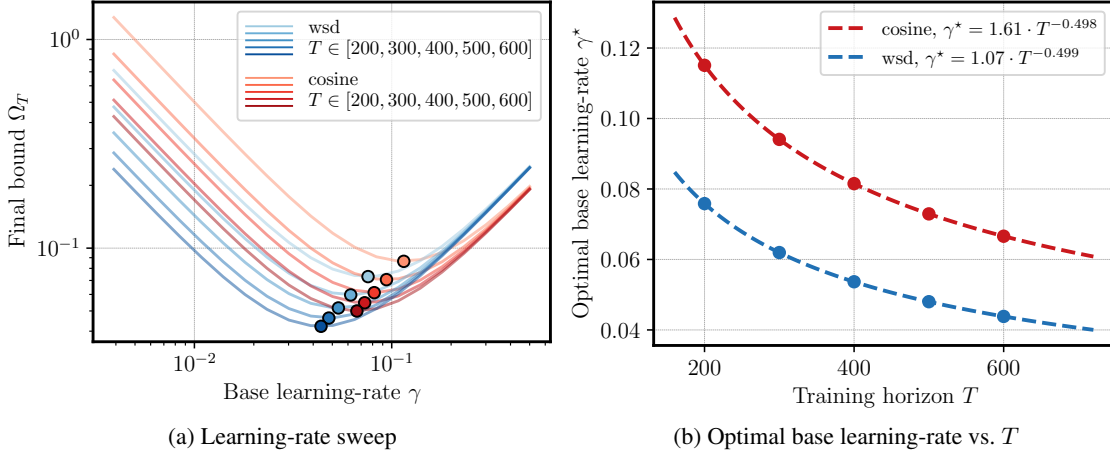 Final bound Ω_T
10^0
10^{-1}
wsd
T ∈ [200, 300, 400, 500, 600]
cosine
T ∈ [200, 300, 400, 500, 600]
10^{-2}
10^{-1}
Base learning-rate γ
(a) Learning-rate sweep
Optimal base learning-rate γ^⋆
0.12
0.10
0.08
0.06
0.04
cosine, γ^⋆ = 1.61 · T^{-0.498}
wsd, γ^⋆ = 1.07 · T^{-0.499}
200
400
600
Training horizon T
(b) Optimal base learning-rate vs. T